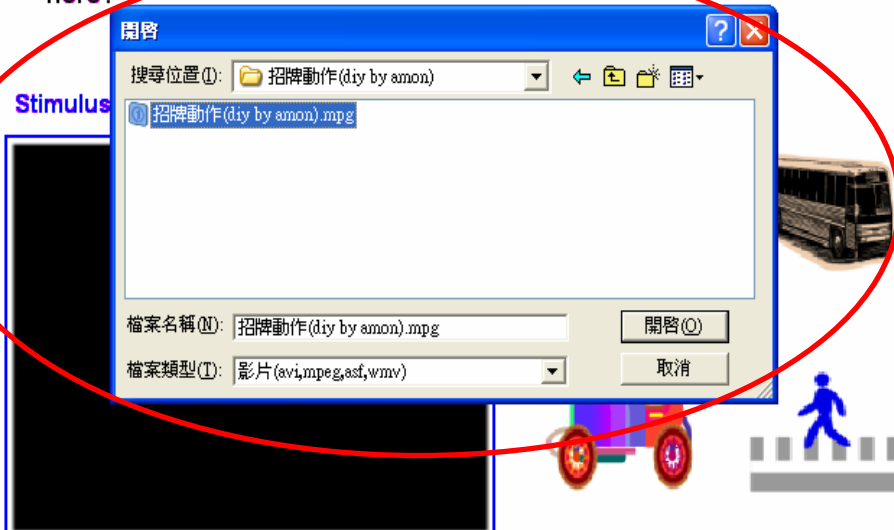 開啓
搜尋位置(I): 招牌動作(diy by amon)
Stimulus
招牌動作(diy by amon).mpg
檔案名稱(N): 招牌動作(diy by amon).mpg 開啓(O)
檔案類型(T): 影片(avi,mpeg,asf,wmv) 取消